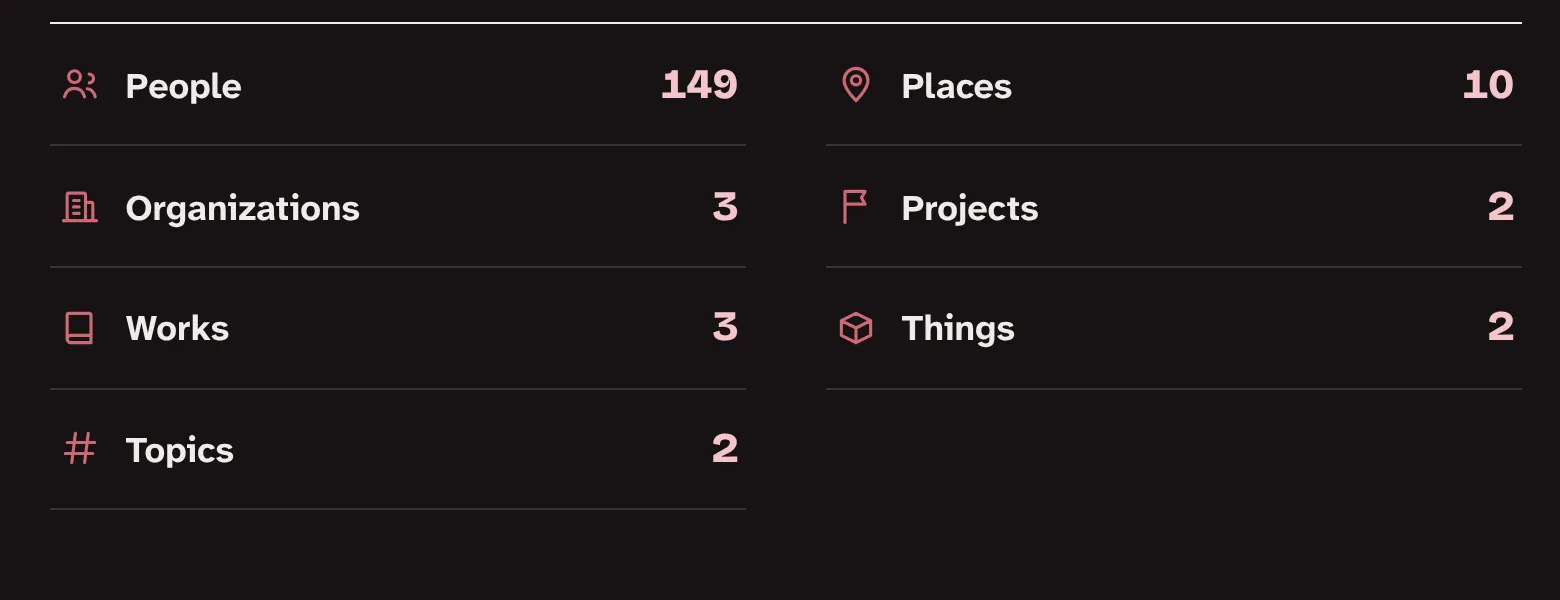 People 149
Places 10
Organizations 3
Projects 2
Works 3
Things 2
Topics 2